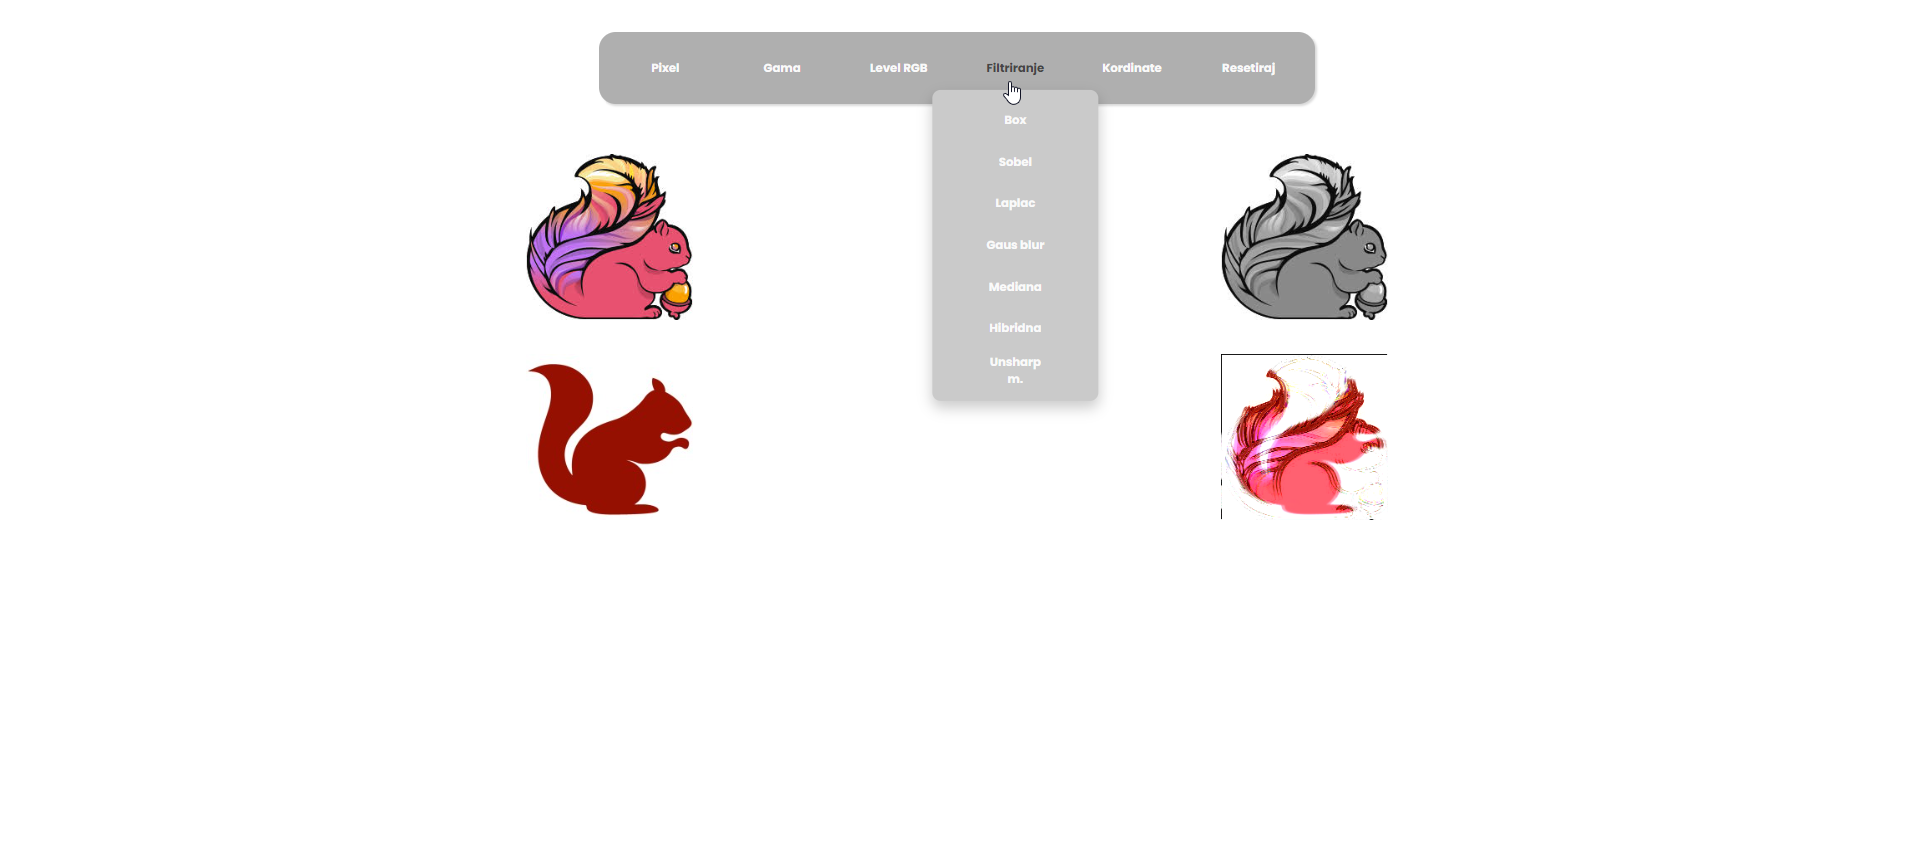 Pixel
Gama
Level RGB
Filtriranje
Kordinate
Resetiraj
Box
Sobel
Laplac
Gaus blur
Mediana
Hibridna
Unsharp
m.